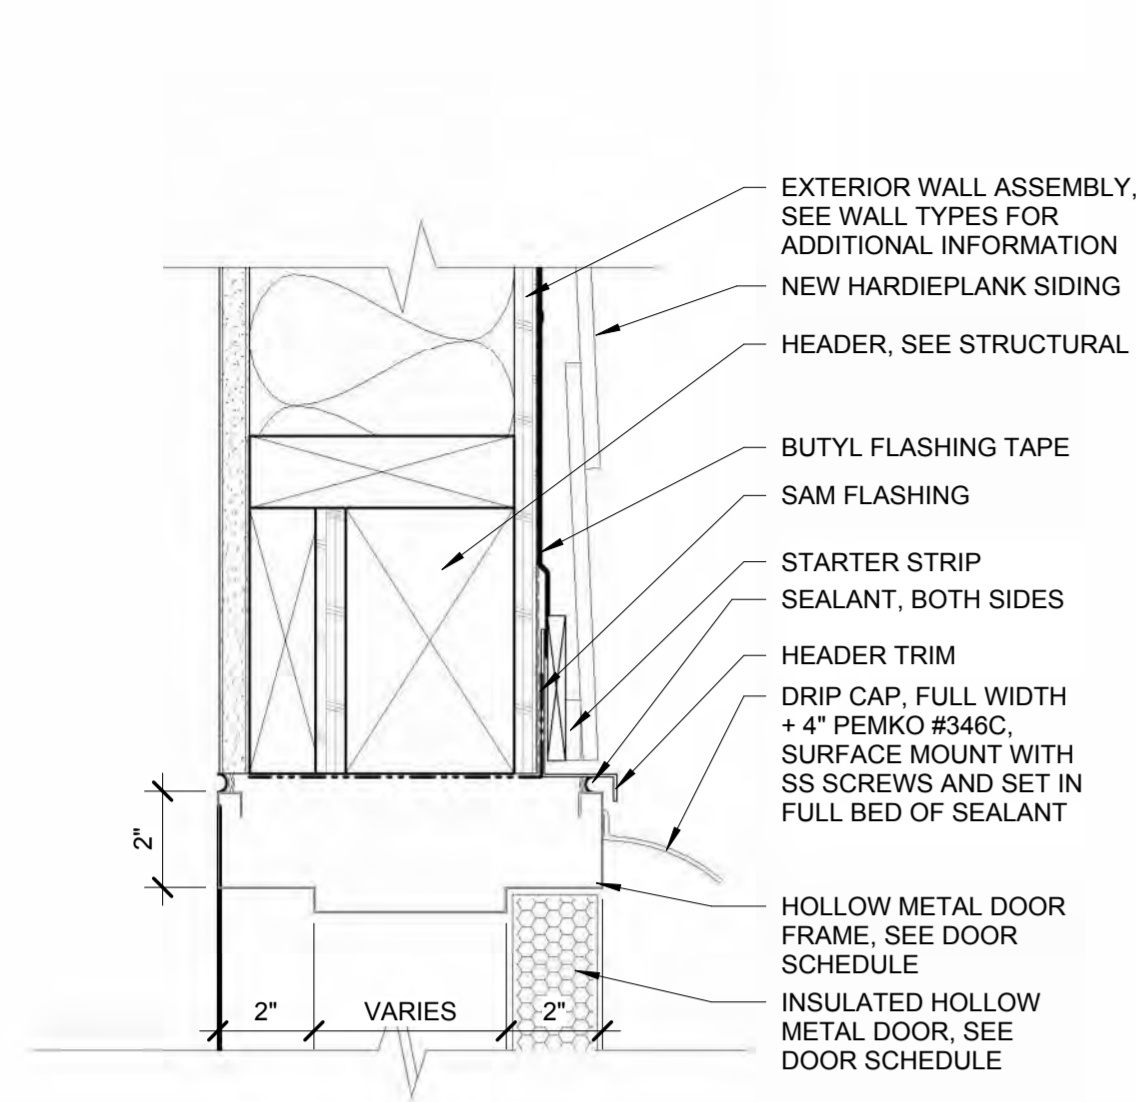 EXTERIOR WALL ASSEMBLY,
SEE WALL TYPES FOR
ADDITIONAL INFORMATION
NEW HARDIEPLANK SIDING
HEADER, SEE STRUCTURAL
BUTYL FLASHING TAPE
SAM FLASHING
STARTER STRIP
SEALANT, BOTH SIDES
HEADER TRIM
DRIP CAP, FULL WIDTH
+ 4" PEMKO #346C,
SURFACE MOUNT WITH
SS SCREWS AND SET IN
FULL BED OF SEALANT
2"
HOLLOW METAL DOOR
FRAME, SEE DOOR
SCHEDULE
INSULATED HOLLOW
METAL DOOR, SEE
DOOR SCHEDULE
2" VARIES 2"